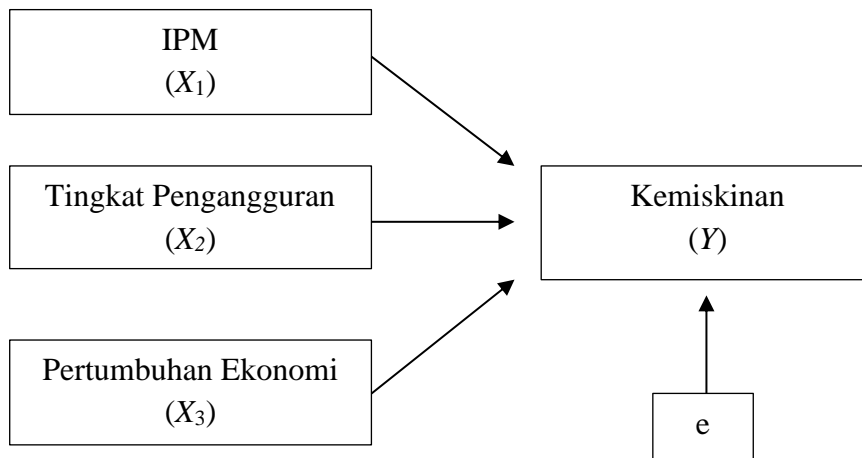 IPM
(X₁)
Tingkat Pengangguran
(X₂)
Pertumbuhan Ekonomi
(X₃)
Kemiskinan
(Y)
e